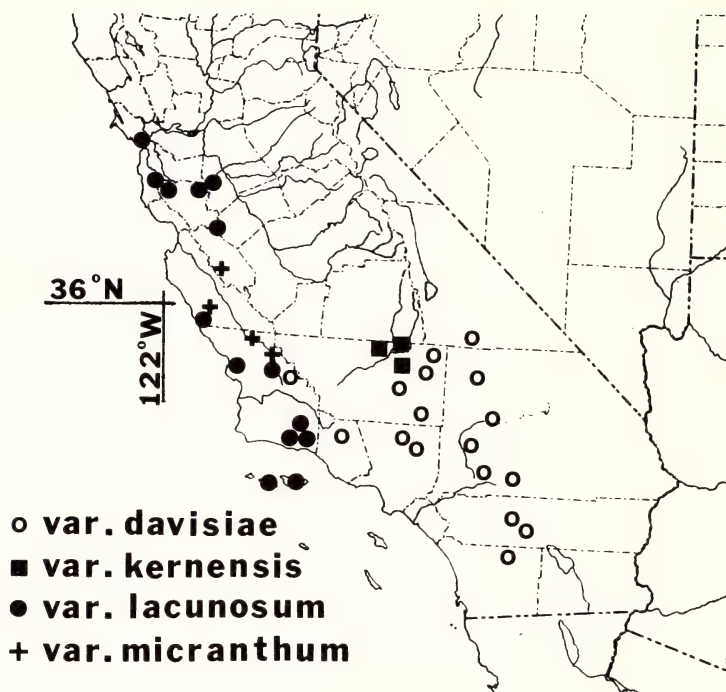 36°N
122°W
o var. davisiae
■ var. kernensis
● var. lacunosum
+ var. micranthum